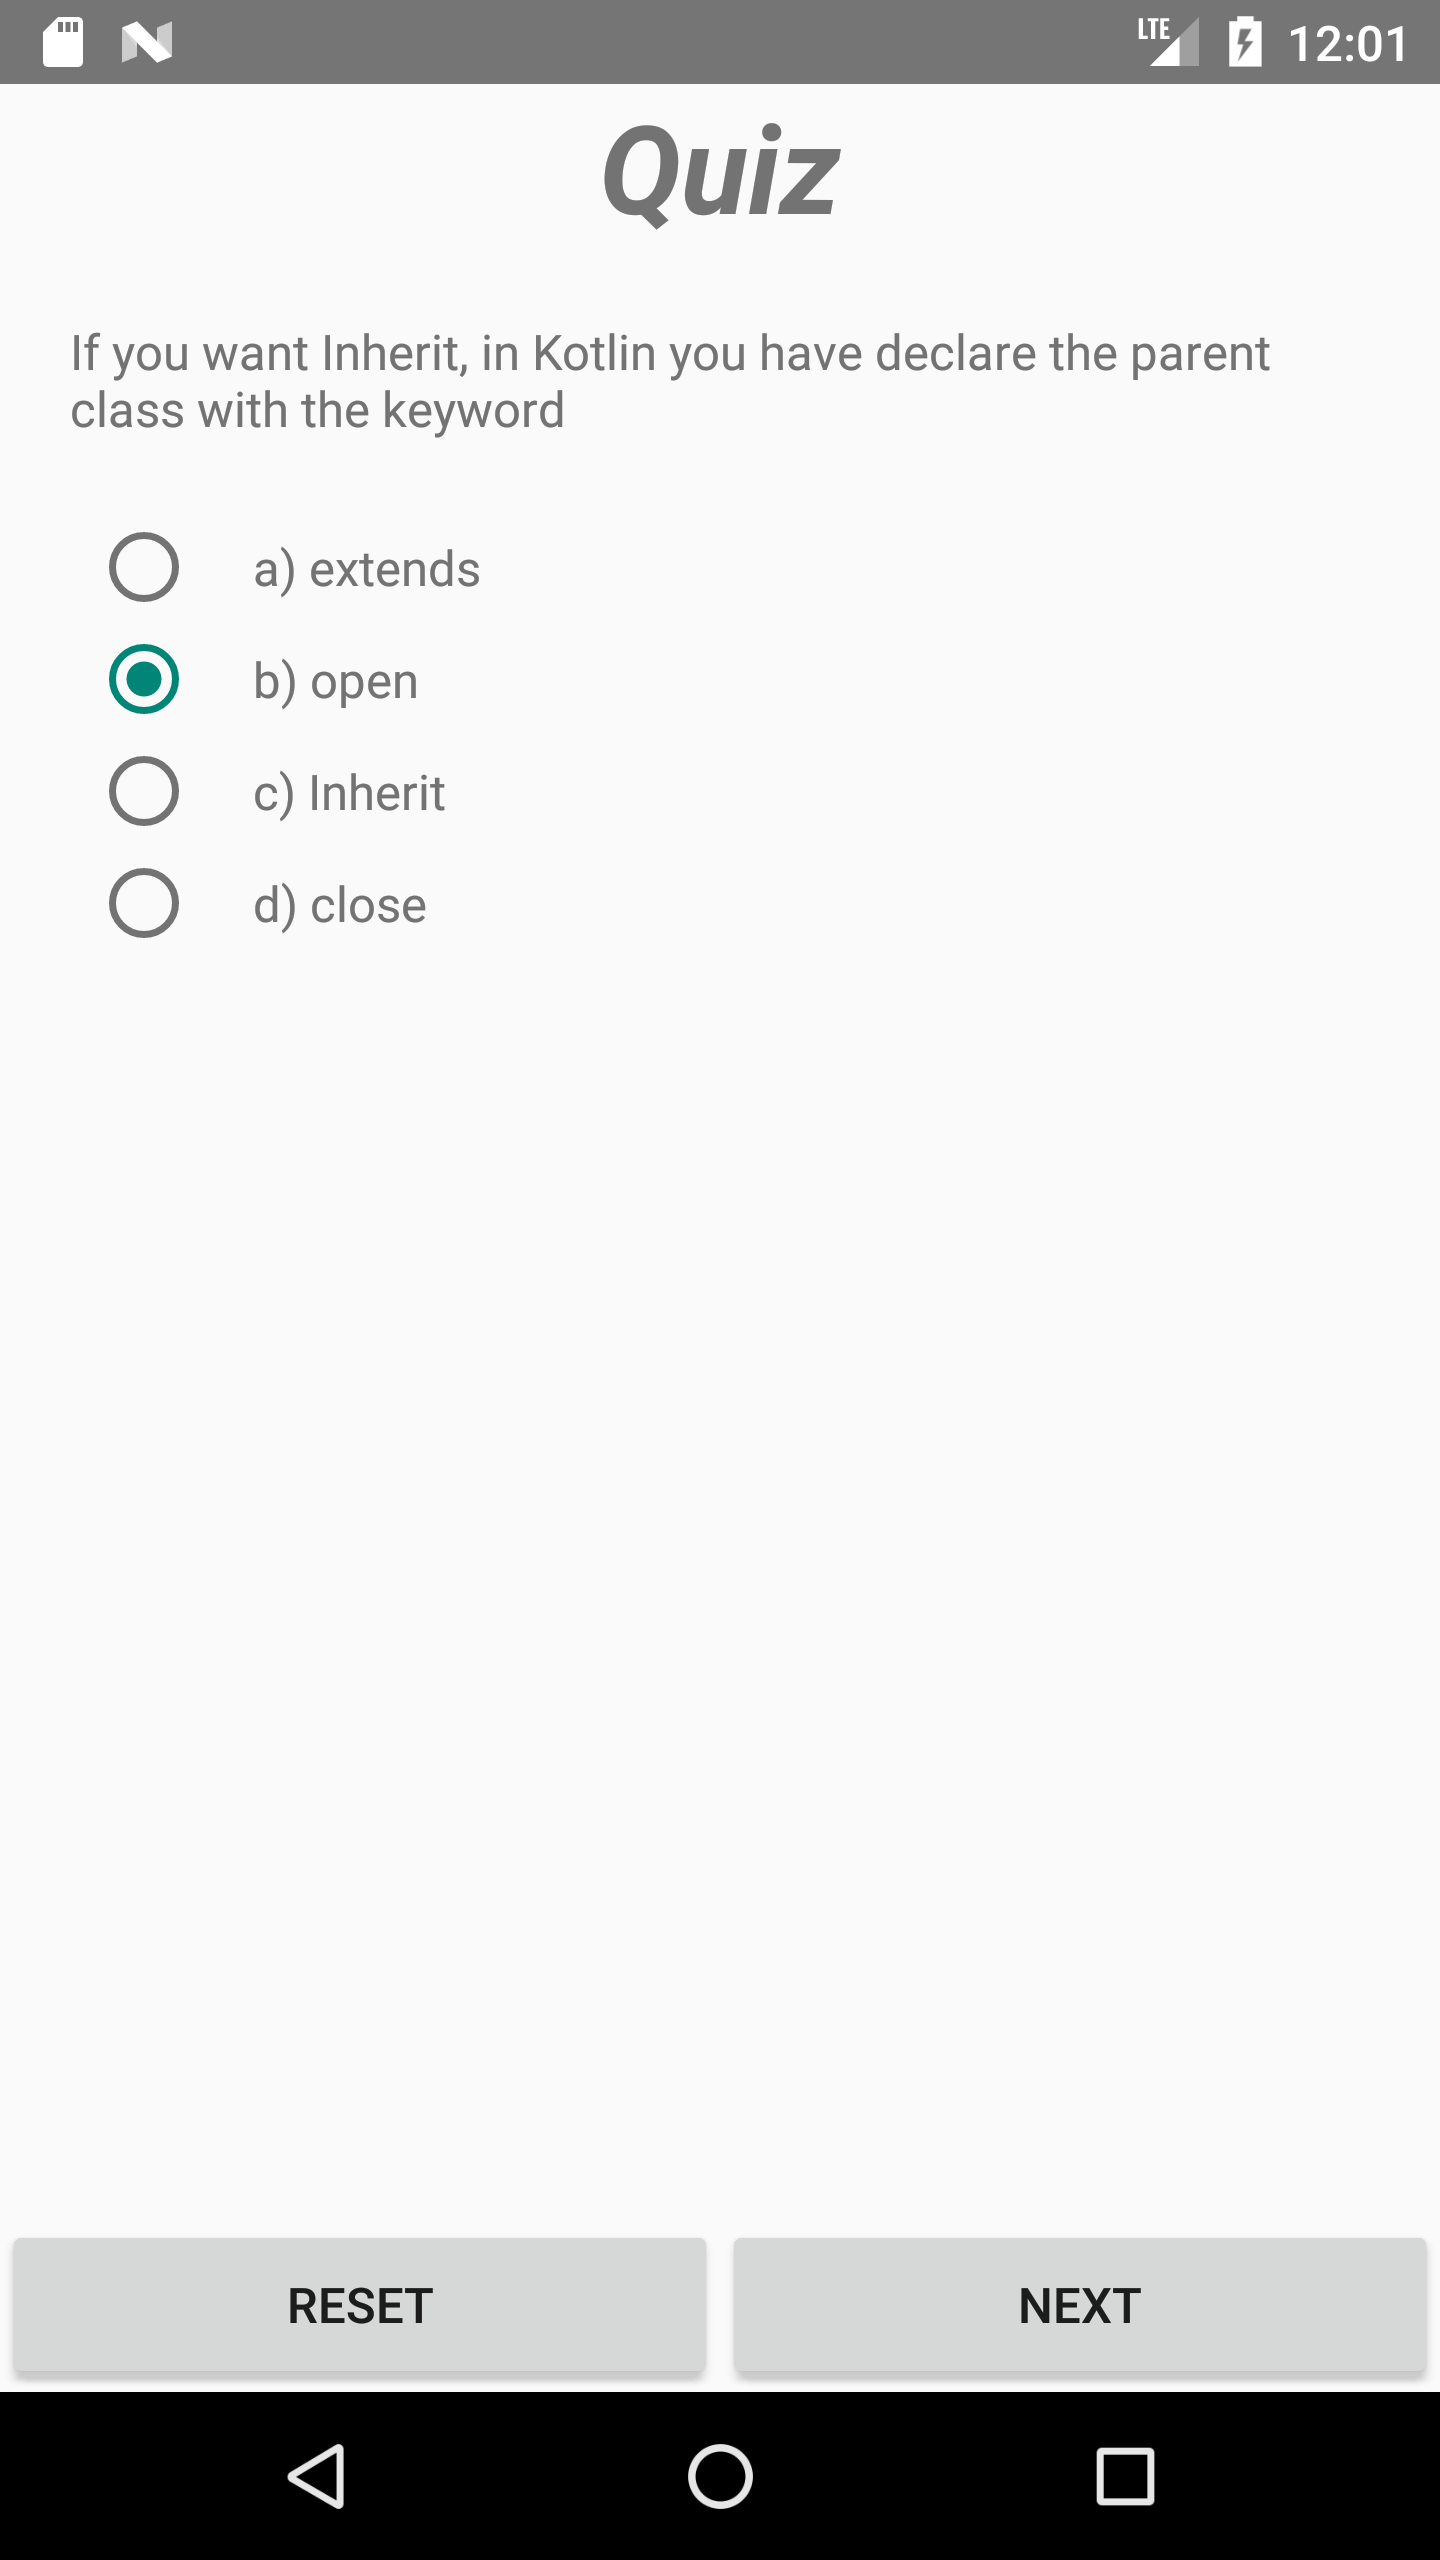 LTE 12:01
Quiz
If you want Inherit, in Kotlin you have declare the parent
class with the keyword
a) extends
b) open
c) Inherit
d) close
RESET NEXT